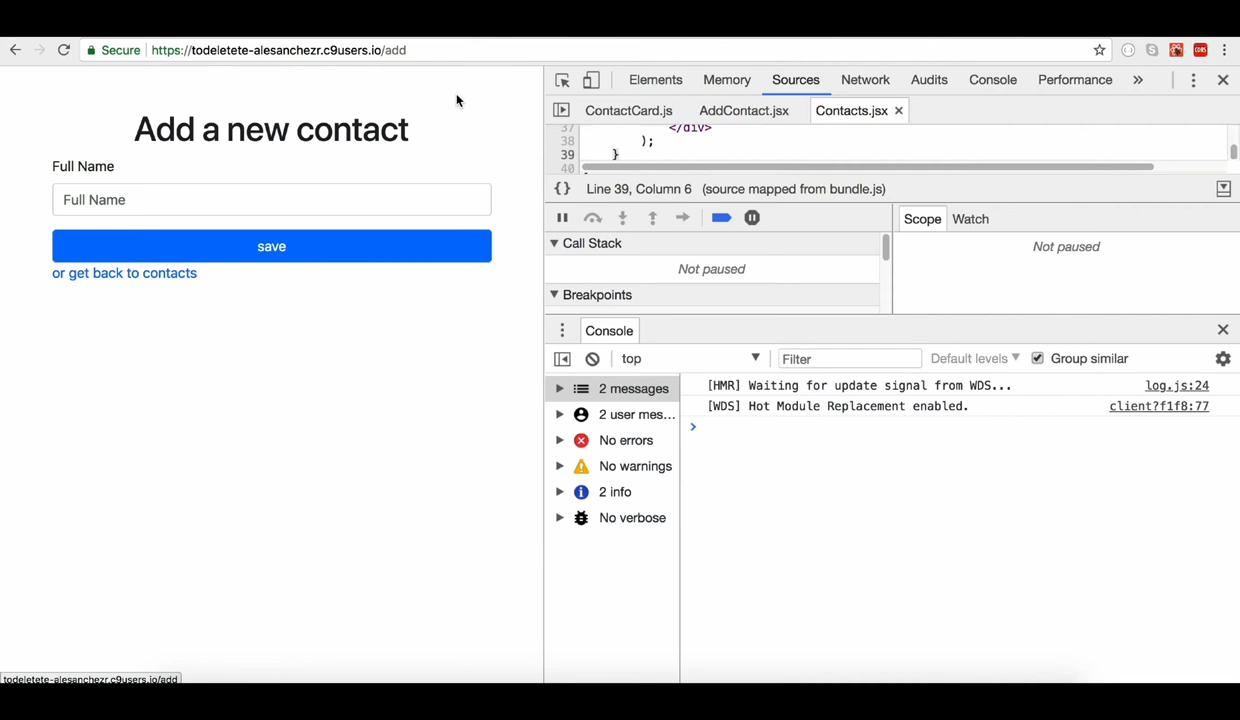 Secure https://todeletete-alesanchezr.c9users.io/add
Add a new contact
Full Name
Full Name
save
or get back to contacts
todeletete-alesanchezr.c9users.io/add
Elements Memory Sources Network Audits Console Performance »
ContactCard.js AddContact.jsx Contacts.jsx ×
37 </div>
38 );
39 }
40
{} Line 39, Column 6 (source mapped from bundle.js)
Call Stack
Not paused
Breakpoints
Scope Watch
Not paused
Console
top Filter Default levels Group similar
2 messages
2 user mes...
No errors
No warnings
2 info
No verbose
[HMR] Waiting for update signal from WDS... log.js:24
[WDS] Hot Module Replacement enabled. client?f1f8:77
>